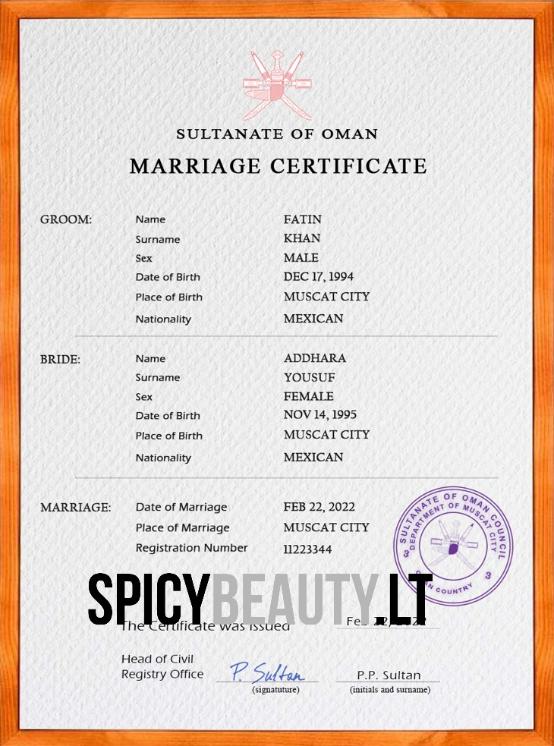 SULTANATE OF OMAN
MARRIAGE CERTIFICATE
GROOM: Name FATIN
Surname KHAN
Sex MALE
Date of Birth DEC 17, 1994
Place of Birth MUSCAT CITY
Nationality MEXICAN
BRIDE: Name ADDHARA
Surname YOUSUF
Sex FEMALE
Date of Birth NOV 14, 1995
Place of Birth MUSCAT CITY
Nationality MEXICAN
MARRIAGE: Date of Marriage FEB 22, 2022
Place of Marriage MUSCAT CITY
Registration Number 11223344
SULTANATE OF OMAN COUNCIL
DEPARTMENT OF MUSCAT CITY
COUNTRY
SPICYBEAUTY.LT
The Certificate was issued
Head of Civil
Registry Office P. Sultan P.P. Sultan
(signatuture) (initials and surname)